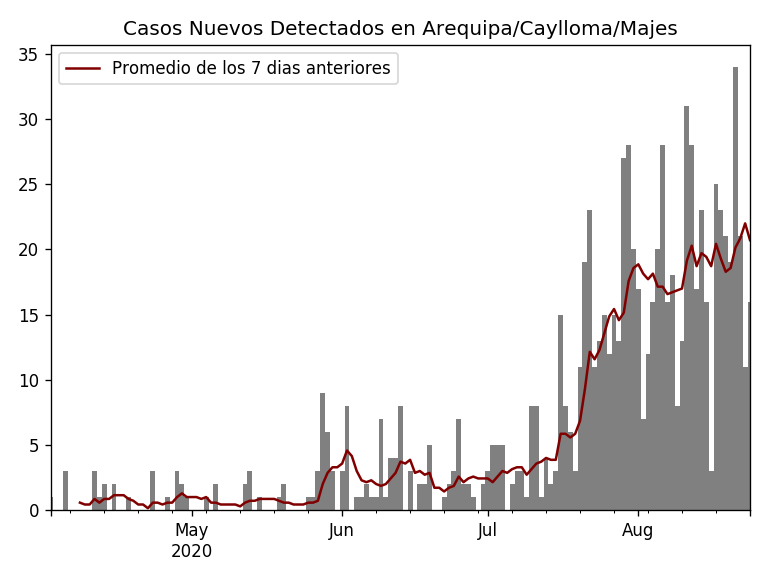 Casos Nuevos Detectados en Arequipa/Caylloma/Majes
Promedio de los 7 dias anteriores
35
30
25
20
15
10
5
0
May
2020
Jun
Jul
Aug